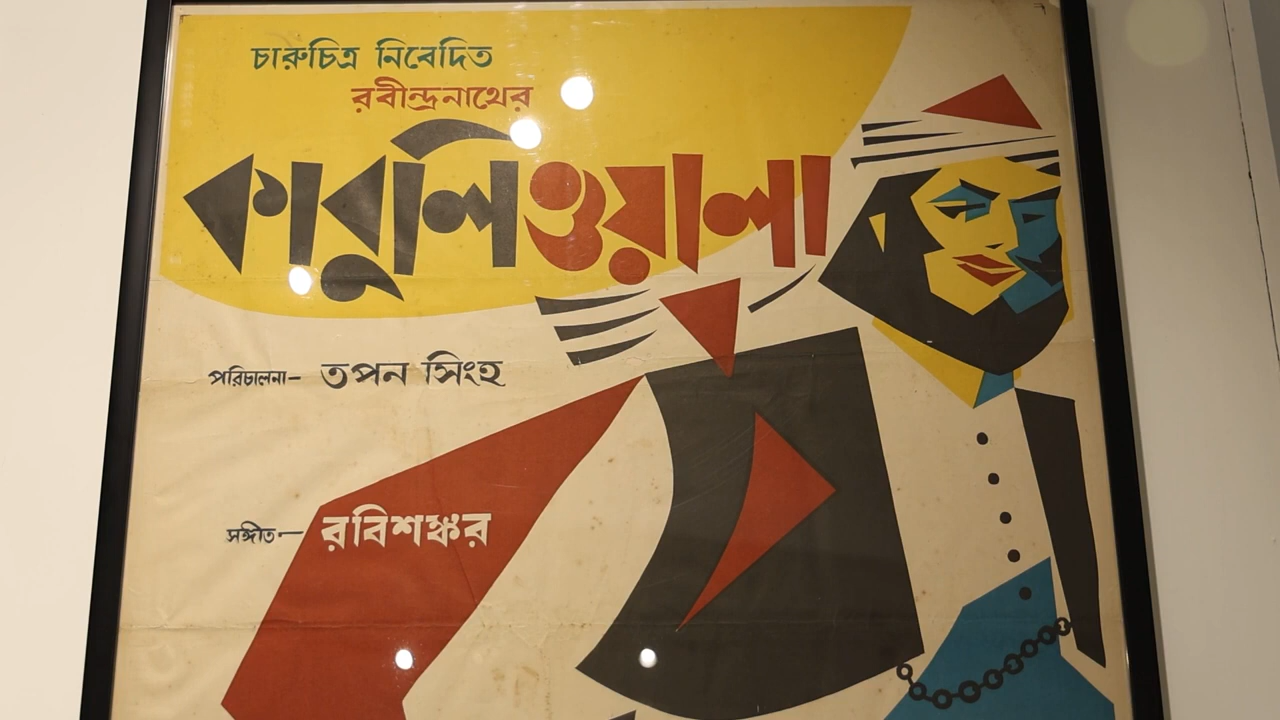 চারুচিত্র নিবেদিত
রবীন্দ্রনাথের
কাবুলিওয়ালা
পরিচালনা— তপন সিংহ
সঙ্গীত— রবিশঙ্কর